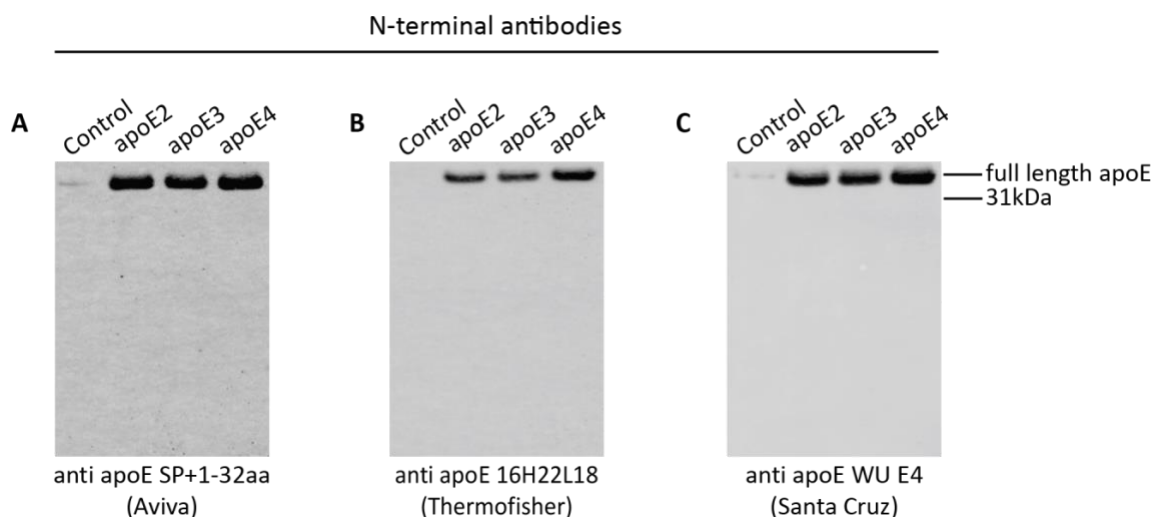 N-terminal antibodies
A
Control apoE2 apoE3 apoE4
anti apoE SP+1-32aa
(Aviva)
B
Control apoE2 apoE3 apoE4
anti apoE 16H22L18
(Thermofisher)
C
Control apoE2 apoE3 apoE4
full length apoE
31kDa
anti apoE WU E4
(Santa Cruz)